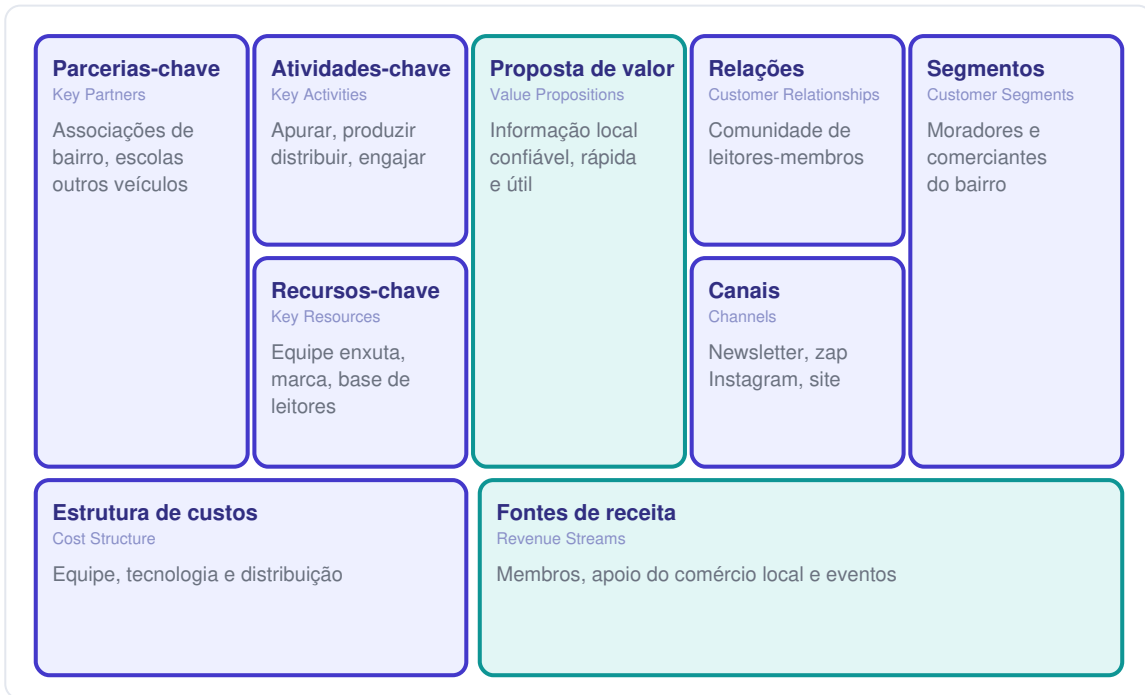 Parcerias-chave
Key Partners
Associações de
bairro, escolas
outros veículos
Atividades-chave
Key Activities
Apurar, produzir
distribuir, engajar
Recursos-chave
Key Resources
Equipe enxuta,
marca, base de
leitores
Proposta de valor
Value Propositions
Informação local
confiável, rápida
e útil
Relações
Customer Relationships
Comunidade de
leitores-membros
Canais
Channels
Newsletter, zap
Instagram, site
Segmentos
Customer Segments
Moradores e
comerciantes
do bairro
Estrutura de custos
Cost Structure
Equipe, tecnologia e distribuição
Fontes de receita
Revenue Streams
Membros, apoio do comércio local e eventos